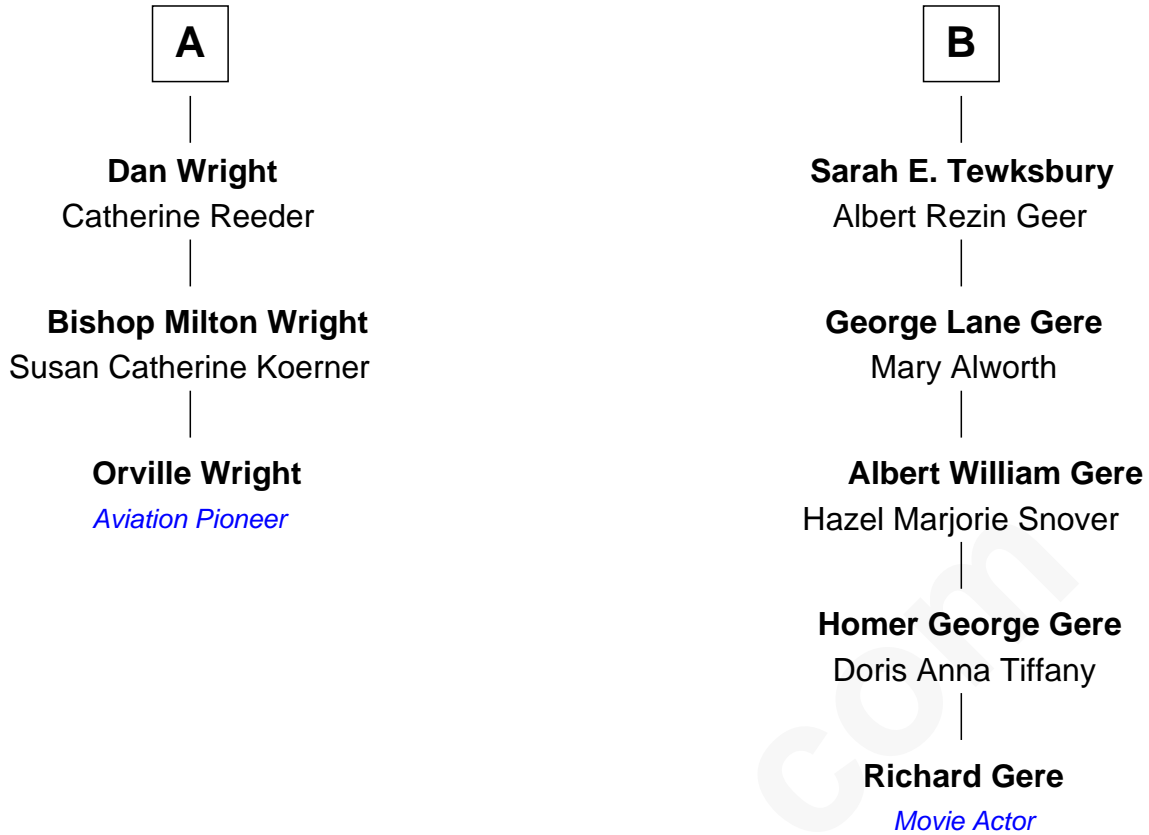 A
Dan Wright
Catherine Reeder
Bishop Milton Wright
Susan Catherine Koerner
Orville Wright
Aviation Pioneer
B
Sarah E. Tewksbury
Albert Rezin Geer
George Lane Gere
Mary Alworth
Albert William Gere
Hazel Marjorie Snover
Homer George Gere
Doris Anna Tiffany
Richard Gere
Movie Actor
com